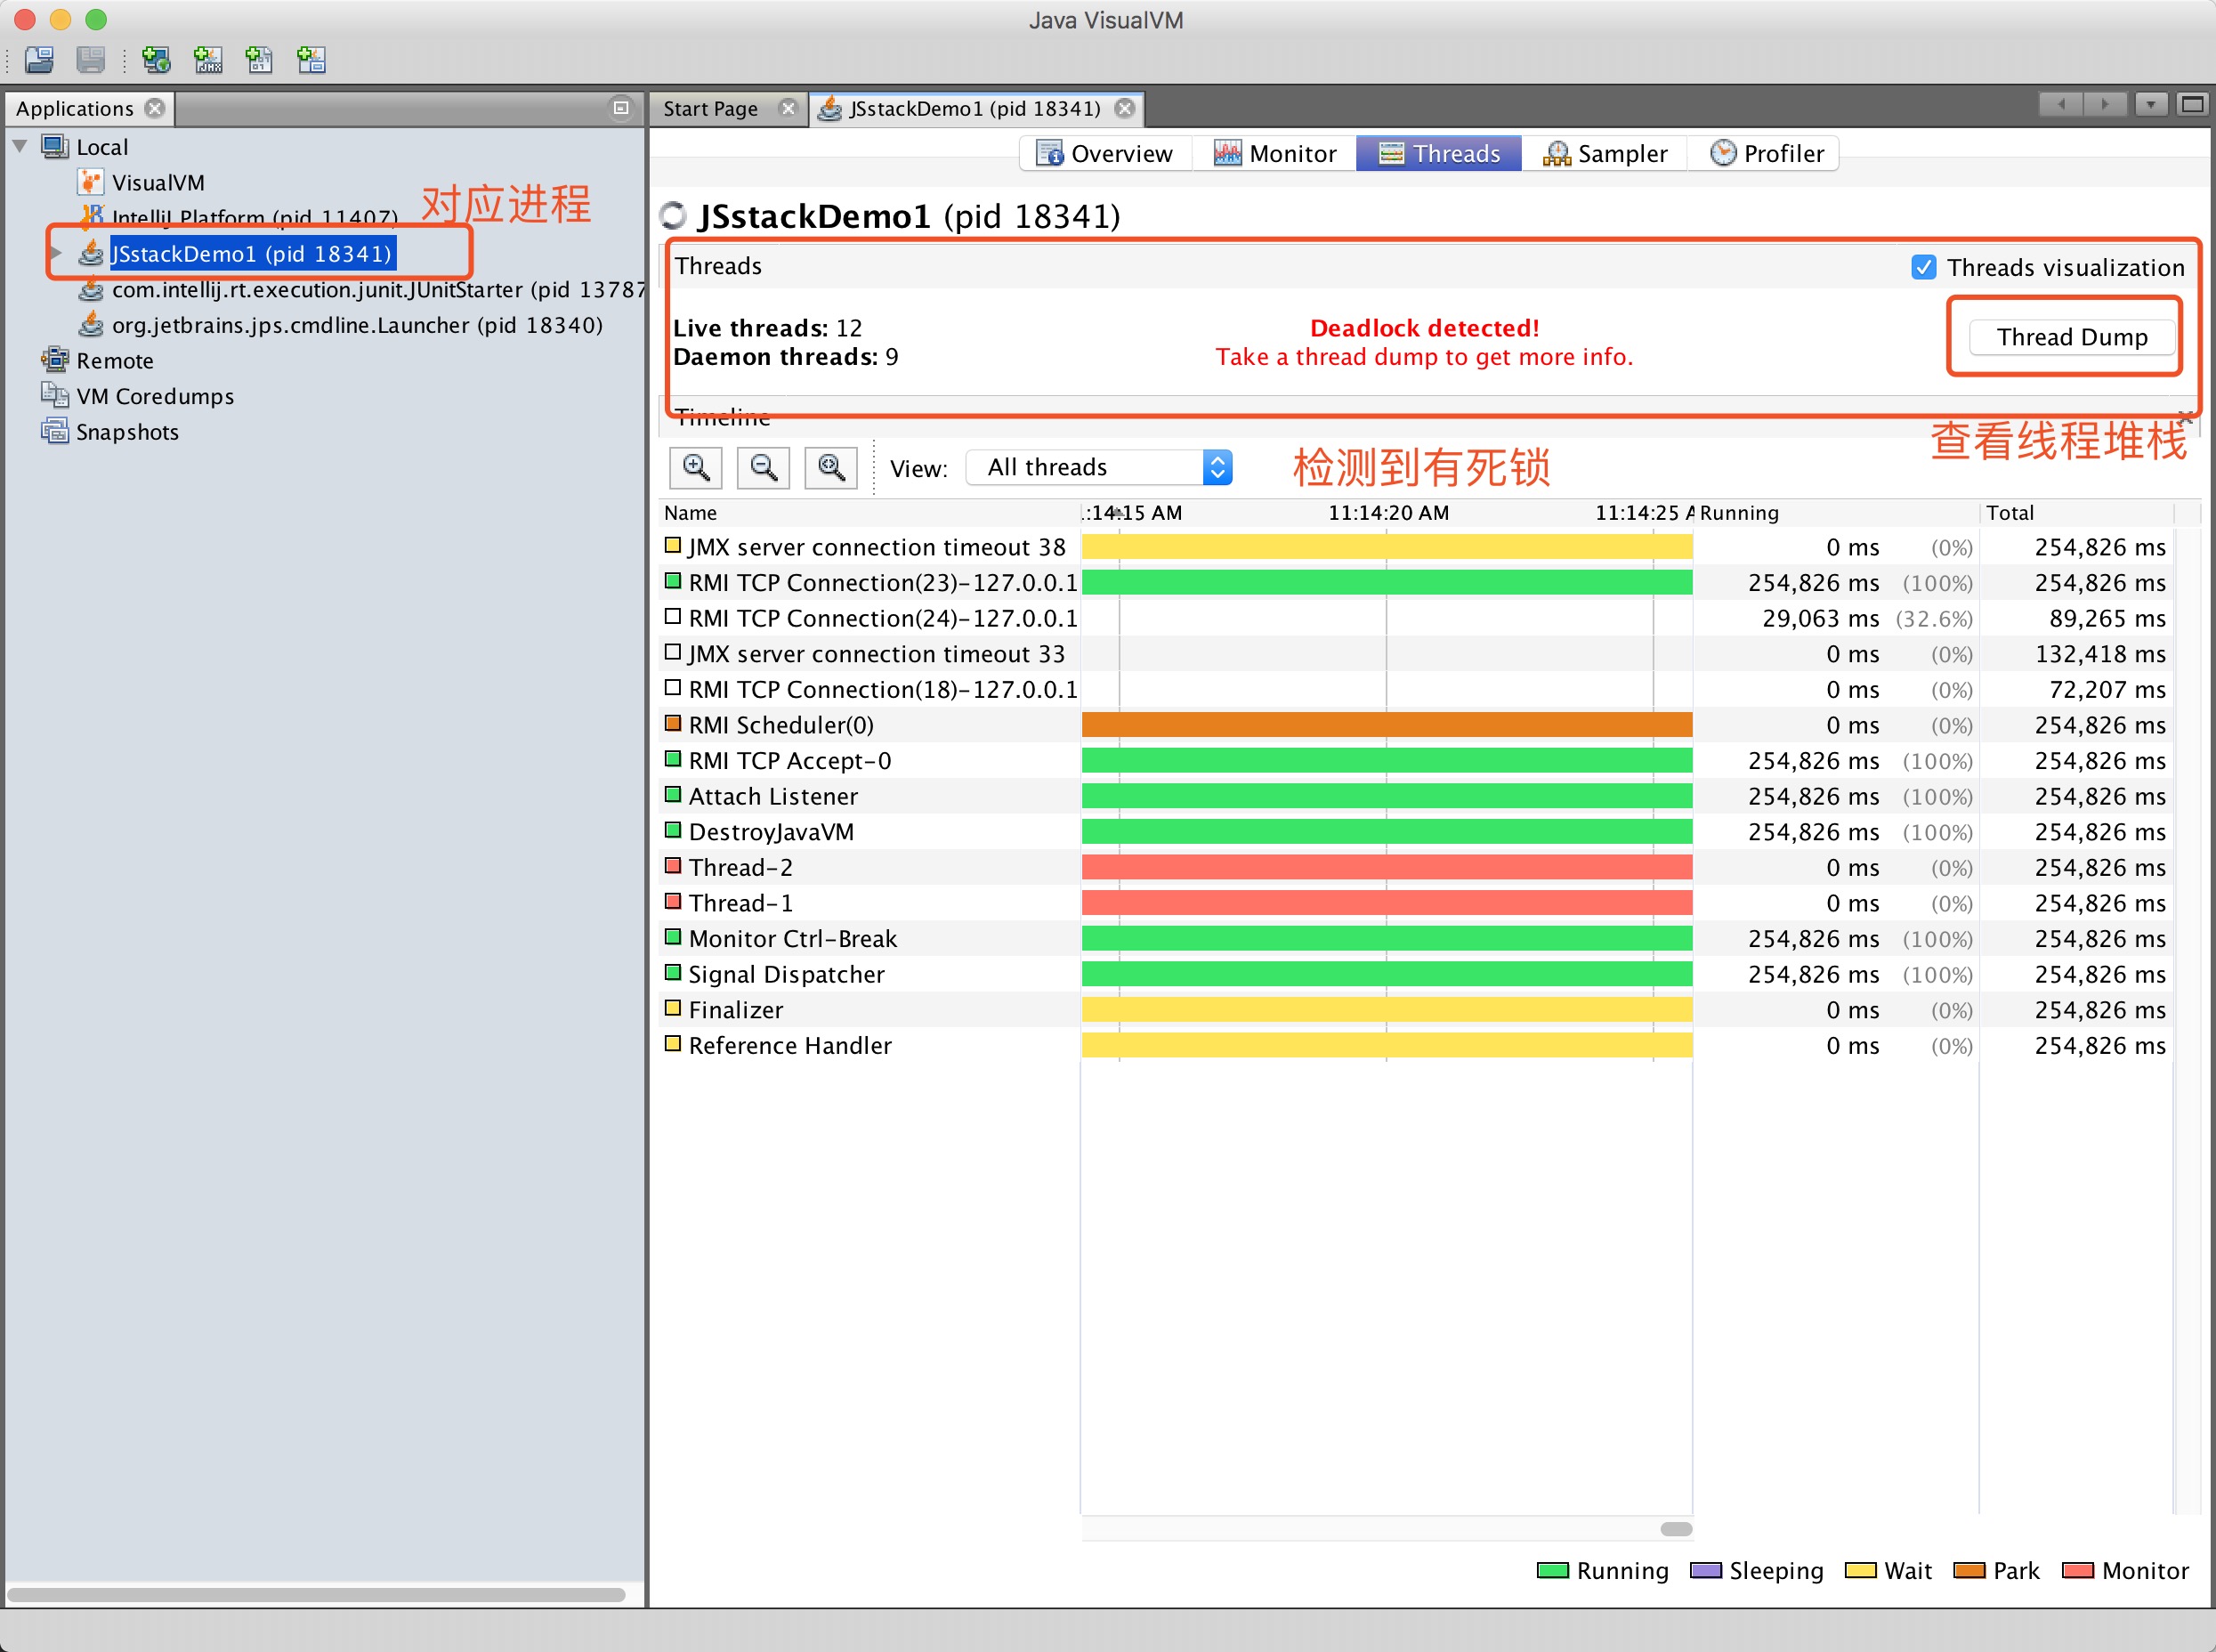 Java VisualVM
Applications
Start Page
JSstackDemo1 (pid 18341)
Local
VisualVM
IntelliJ Platform (pid 11407)
对应进程
JSstackDemo1 (pid 18341)
com.intellij.rt.execution.junit.JUnitStarter (pid 13787
org.jetbrains.jps.cmdline.Launcher (pid 18340)
Remote
VM Coredumps
Snapshots
Overview Monitor Threads Sampler Profiler
JSstackDemo1 (pid 18341)
Threads
Threads visualization
Live threads: 12
Daemon threads: 9
Deadlock detected!
Take a thread dump to get more info.
Thread Dump
Timeline
查看线程堆栈
View: All threads
检测到有死锁
Name :14:15 AM 11:14:20 AM 11:14:25 A Running Total
JMX server connection timeout 38 0 ms (0%) 254,826 ms
RMI TCP Connection(23)-127.0.0.1 254,826 ms (100%) 254,826 ms
RMI TCP Connection(24)-127.0.0.1 29,063 ms (32.6%) 89,265 ms
JMX server connection timeout 33 0 ms (0%) 132,418 ms
RMI TCP Connection(18)-127.0.0.1 0 ms (0%) 72,207 ms
RMI Scheduler(0) 0 ms (0%) 254,826 ms
RMI TCP Accept-0 254,826 ms (100%) 254,826 ms
Attach Listener 254,826 ms (100%) 254,826 ms
DestroyJavaVM 254,826 ms (100%) 254,826 ms
Thread-2 0 ms (0%) 254,826 ms
Thread-1 0 ms (0%) 254,826 ms
Monitor Ctrl-Break 254,826 ms (100%) 254,826 ms
Signal Dispatcher 254,826 ms (100%) 254,826 ms
Finalizer 0 ms (0%) 254,826 ms
Reference Handler 0 ms (0%) 254,826 ms
Running Sleeping Wait Park Monitor